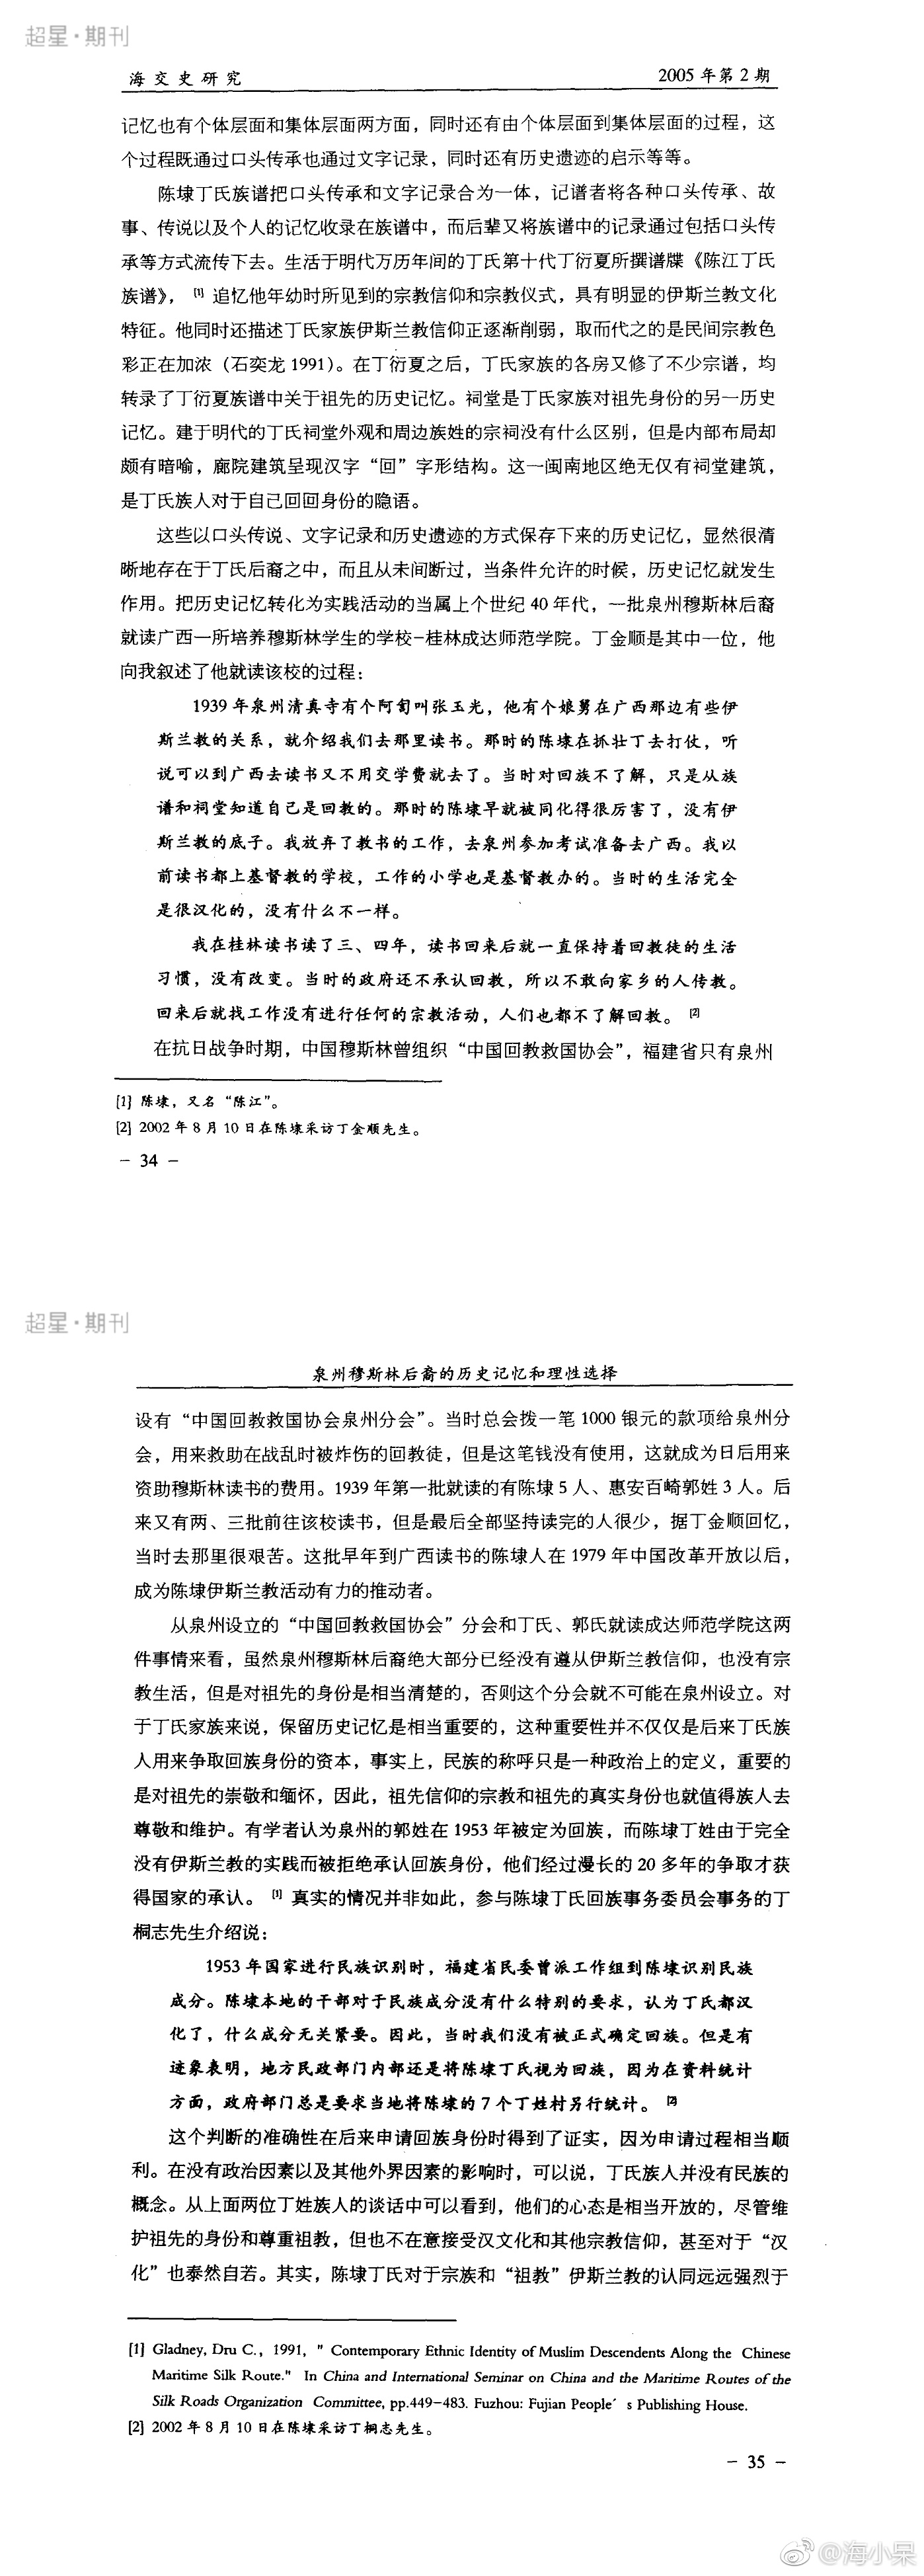 超星·期刊
海交史研究 2005年第2期
记忆也有个体层面和集体层面两方面，同时还有由个体层面到集体层面的过程，这
个过程既通过口头传承也通过文字记录，同时还有历史遗迹的启示等等。
陈埭丁氏族谱把口头传承和文字记录合为一体，记谱者将各种口头传承、故
事、传说以及个人的记忆收录在族谱中，而后辈又将族谱中的记录通过包括口头传
承等方式流传下去。生活于明代万历年间的丁氏第十代丁衍夏所撰谱牒《陈江丁氏
族谱》，[1] 追忆他年幼时所见到的宗教信仰和宗教仪式，具有明显的伊斯兰教文化
特征。他同时还描述丁氏家族伊斯兰教信仰正逐渐削弱，取而代之的是民间宗教色
彩正在加浓（石奕龙1991）。在丁衍夏之后，丁氏家族的各房又修了不少宗谱，均
转录了丁衍夏族谱中关于祖先的历史记忆。祠堂是丁氏家族对祖先身份的另一历史
记忆。建于明代的丁氏祠堂外观和周边族姓的宗祠没有什么区别，但是内部布局却
颇有暗喻，廊院建筑呈现汉字“回”字形结构。这一闽南地区绝无仅有祠堂建筑，
是丁氏族人对于自己回回身份的隐语。
这些以口头传说、文字记录和历史遗迹的方式保存下来的历史记忆，显然很清
晰地存在于丁氏后裔之中，而且从未间断过，当条件允许的时候，历史记忆就发生
作用。把历史记忆转化为实践活动的当属上个世纪40年代，一批泉州穆斯林后裔
就读广西一所培养穆斯林学生的学校-桂林成达师范学院。丁金顺是其中一位，他
向我叙述了他就读该校的过程：
1939年泉州清真寺有个阿訇叫张玉光，他有个娘舅在广西那边有些伊
斯兰教的关系，就介绍我们去那里读书。那时的陈埭在抓壮丁去打仗，听
说可以到广西去读书又不用交学费就去了。当时对回族不了解，只是从族
谱和祠堂知道自己是回教的。那时的陈埭早就被同化得很厉害了，没有伊
斯兰教的底子。我放弃了教书的工作，去泉州参加考试准备去广西。我以
前读书都上基督教的学校，工作的小学也是基督教办的。当时的生活完全
是很汉化的，没有什么不一样。
我在桂林读书读了三、四年，读书回来后就一直保持着回教徒的生活
习惯，没有改变。当时的政府还不承认回教，所以不敢向家乡的人传教。
回来后就找工作没有进行任何的宗教活动，人们也都不了解回教。[2]
在抗日战争时期，中国穆斯林曾组织“中国回教救国协会”，福建省只有泉州
[1] 陈埭，又名“陈江”。
[2] 2002年8月10日在陈埭采访丁金顺先生。
- 34 -
超星·期刊
泉州穆斯林后裔的历史记忆和理性选择
设有“中国回教救国协会泉州分会”。当时总会拨一笔1000银元的款项给泉州分
会，用来救助在战乱时被炸伤的回教徒，但是这笔钱没有使用，这就成为日后用来
资助穆斯林读书的费用。1939年第一批就读的有陈埭5人、惠安百崎郭姓3人。后
来又有两、三批前往该校读书，但是最后全部坚持读完的人很少，据丁金顺回忆，
当时去那里很艰苦。这批早年到广西读书的陈埭人在1979年中国改革开放以后，
成为陈埭伊斯兰教活动有力的推动者。
从泉州设立的“中国回教救国协会”分会和丁氏、郭氏就读成达师范学院这两
件事情来看，虽然泉州穆斯林后裔绝大部分已经没有遵从伊斯兰教信仰，也没有宗
教生活，但是对祖先的身份是相当清楚的，否则这个分会就不可能在泉州设立。对
于丁氏家族来说，保留历史记忆是相当重要的，这种重要性并不仅仅是后来丁氏族
人用来争取回族身份的资本，事实上，民族的称呼只是一种政治上的定义，重要的
是对祖先的崇敬和缅怀，因此，祖先信仰的宗教和祖先的真实身份也就值得族人去
尊敬和维护。有学者认为泉州的郭姓在1953年被定为回族，而陈埭丁姓由于完全
没有伊斯兰教的实践而被拒绝承认回族身份，他们经过漫长的20多年的争取才获
得国家的承认。[1] 真实的情况并非如此，参与陈埭丁氏回族事务委员会事务的丁
桐志先生介绍说：
1953年国家进行民族识别时，福建省民委曾派工作组到陈埭识别民族
成分。陈埭本地的干部对于民族成分没有什么特别的要求，认为丁氏都汉
化了，什么成分无关紧要。因此，当时我们没有被正式确定回族。但是有
迹象表明，地方民政部门内部还是将陈埭丁氏视为回族，因为在资料统计
方面，政府部门总是要求当地将陈埭的7个丁姓村另行统计。[2]
这个判断的准确性在后来申请回族身份时得到了证实，因为申请过程相当顺
利。在没有政治因素以及其他外界因素的影响时，可以说，丁氏族人并没有民族的
概念。从上面两位丁姓族人的谈话中可以看到，他们的心态是相当开放的，尽管维
护祖先的身份和尊重祖教，但也不在意接受汉文化和其他宗教信仰，甚至对于“汉
化”也泰然自若。其实，陈埭丁氏对于宗族和“祖教”伊斯兰教的认同远远强烈于
[1] Gladney, Dru C., 1991, " Contemporary Ethnic Identity of Muslim Descendents Along the Chinese
Maritime Silk Route." In China and International Seminar on China and the Maritime Routes of the
Silk Roads Organization Committee, pp.449-483. Fuzhou: Fujian People´s Publishing House.
[2] 2002年8月10日在陈埭采访丁桐志先生。
- 35 -
@海小呆